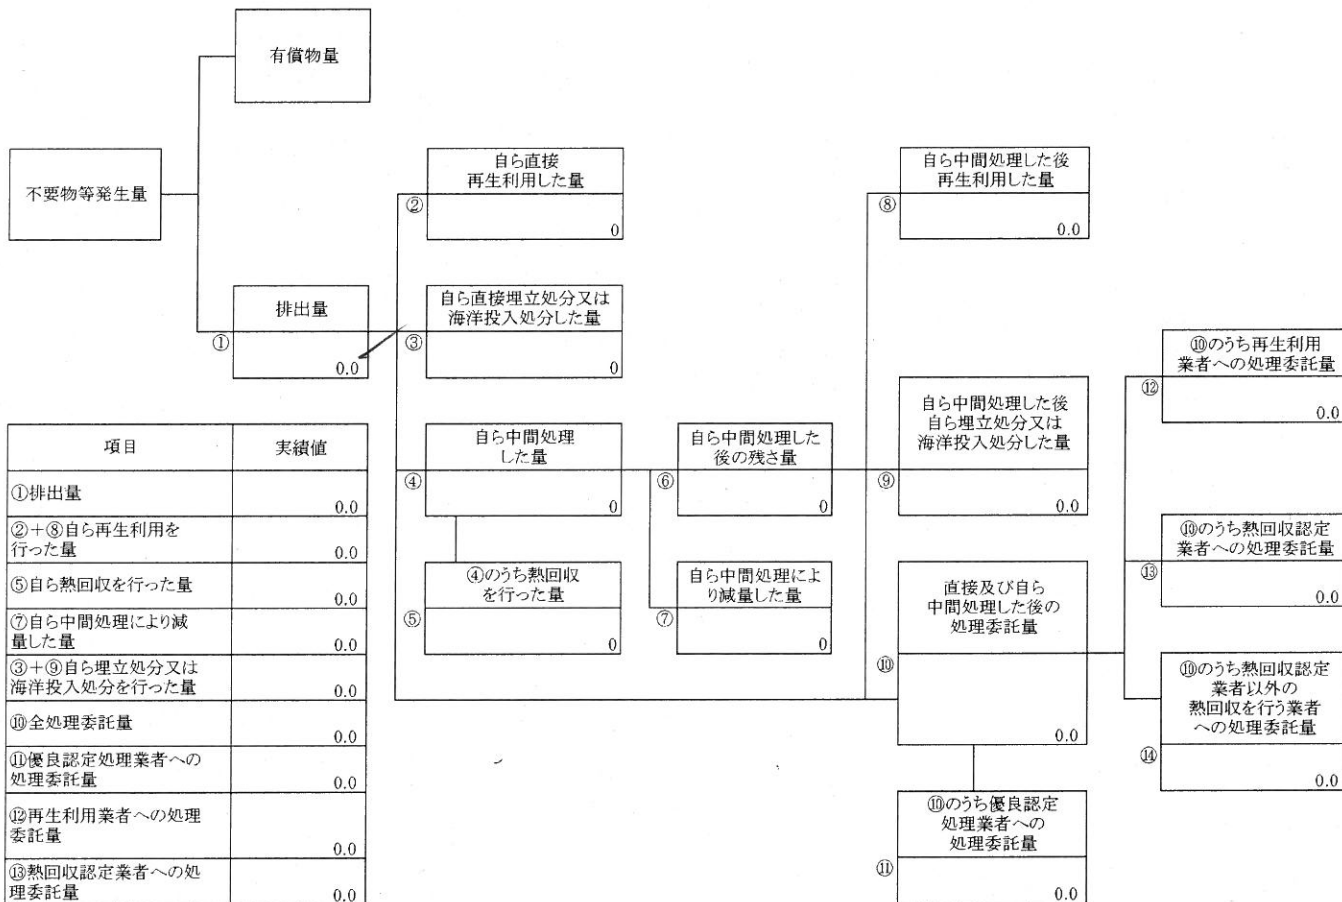 有償物量
不要物等発生量
自ら直接
再生利用した量
②
0
自ら中間処理した後
再生利用した量
⑧
0.0
排出量
①
0.0
自ら直接埋立処分又は
海洋投入処分した量
③
0
⑩のうち再生利用
業者への処理委託量
⑫
0.0
自ら中間処理
した量
④
0
自ら中間処理した
後の残さ量
⑥
0
自ら中間処理した後
自ら埋立処分又は
海洋投入処分した量
⑨
0.0
⑩のうち熱回収認定
業者への処理委託量
⑬
0.0
④のうち熱回収
を行った量
⑤
0
自ら中間処理によ
り減量した量
⑦
0
直接及び自ら
中間処理した後の
処理委託量
⑩
0.0
⑩のうち熱回収認定
業者以外の
熱回収を行う業者
への処理委託量
⑭
0.0
⑩のうち優良認定
処理業者への
処理委託量
⑪
0.0
項目 実績値
①排出量
0.0
②+⑧自ら再生利用を
行った量 0.0
⑤自ら熱回収を行った量
0.0
⑦自ら中間処理により減
量した量 0.0
③+⑨自ら埋立処分又は
海洋投入処分を行った量 0.0
⑩全処理委託量
0.0
⑪優良認定処理業者への
処理委託量 0.0
⑫再生利用業者への処理
委託量 0.0
⑬熱回収認定業者への処
理委託量 0.0